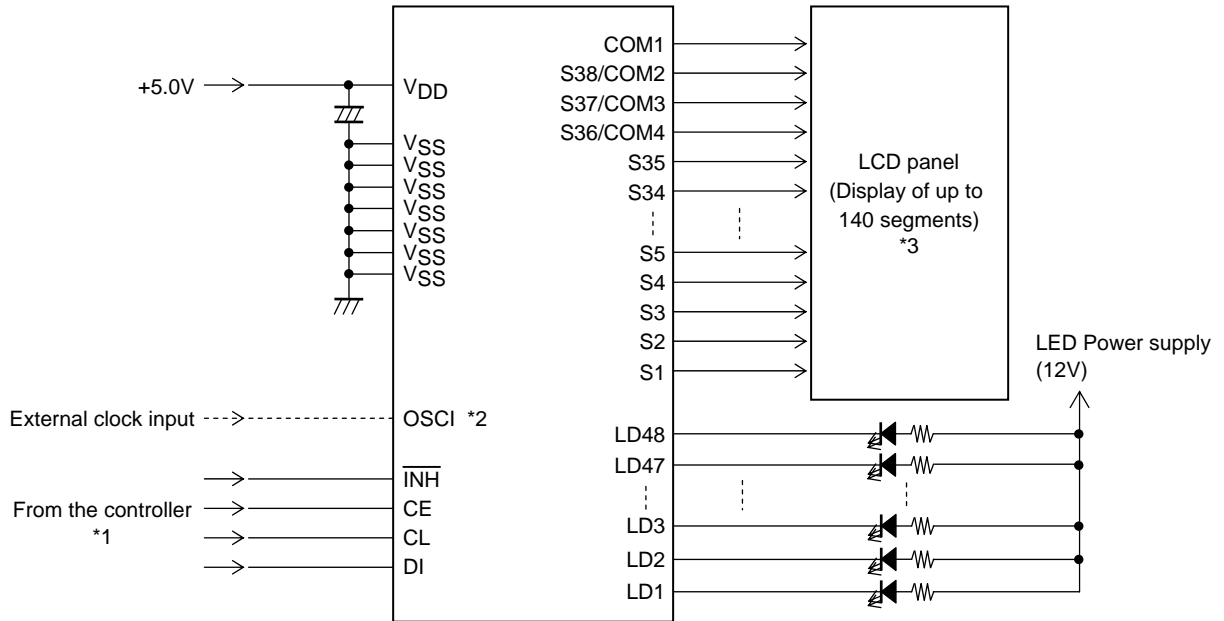 +5.0V
VDD
VSS
VSS
VSS
VSS
VSS
VSS
VSS
External clock input
OSCI *2
From the controller
*1
INH
CE
CL
DI
COM1
S38/COM2
S37/COM3
S36/COM4
S35
S34
S5
S4
S3
S2
S1
LD48
LD47
LD3
LD2
LD1
LCD panel
(Display of up to
140 segments)
*3
LED Power supply
(12V)